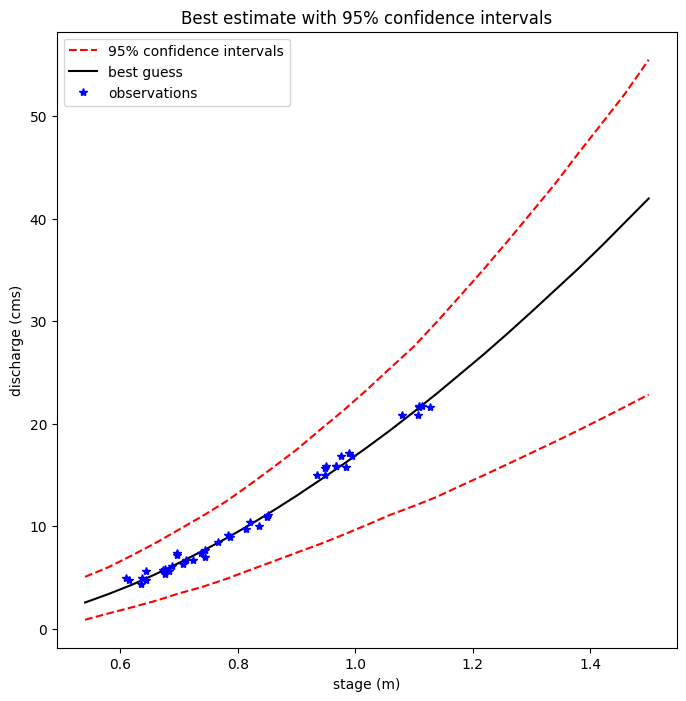 Best estimate with 95% confidence intervals
95% confidence intervals
best guess
observations
50
40
30
20
10
0
discharge (cms)
0.6 0.8 1.0 1.2 1.4
stage (m)